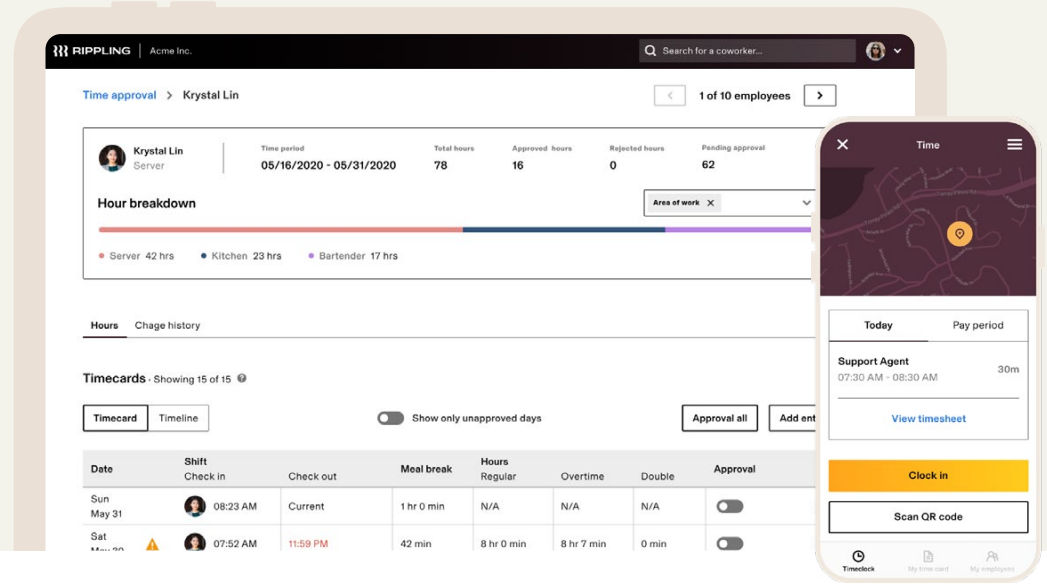 RIPPLING
Acme Inc.
Search for a coworker...
Time approval > Krystal Lin
1 of 10 employees
Krystal Lin
Server
Time period
05/16/2020 - 05/31/2020
Total hours
78
Approved hours
16
Rejected hours
0
Panding approval
62
Hour breakdown
Area of work
Server 42 hrs
Kitchen 23 hrs
Bartender 17 hrs
Hours
Chage history
Timecards · Showing 15 of 15
Timecard
Timeline
Show only unapproved days
Approval all
Add ent
Date
Shift
Check in
Check out
Meal break
Hours
Regular
Overtime
Double
Approval
Sun
May 31
08:23 AM
Current
1 hr 0 min
N/A
N/A
N/A
Sat
May 30
07:52 AM
11:59 PM
42 min
8 hr 0 min
8 hr 7 min
0 min
Time
Today
Pay period
Support Agent
07:30 AM - 08:30 AM
30m
View timesheet
Clock in
Scan QR code
Timeclock
My time card
My employees